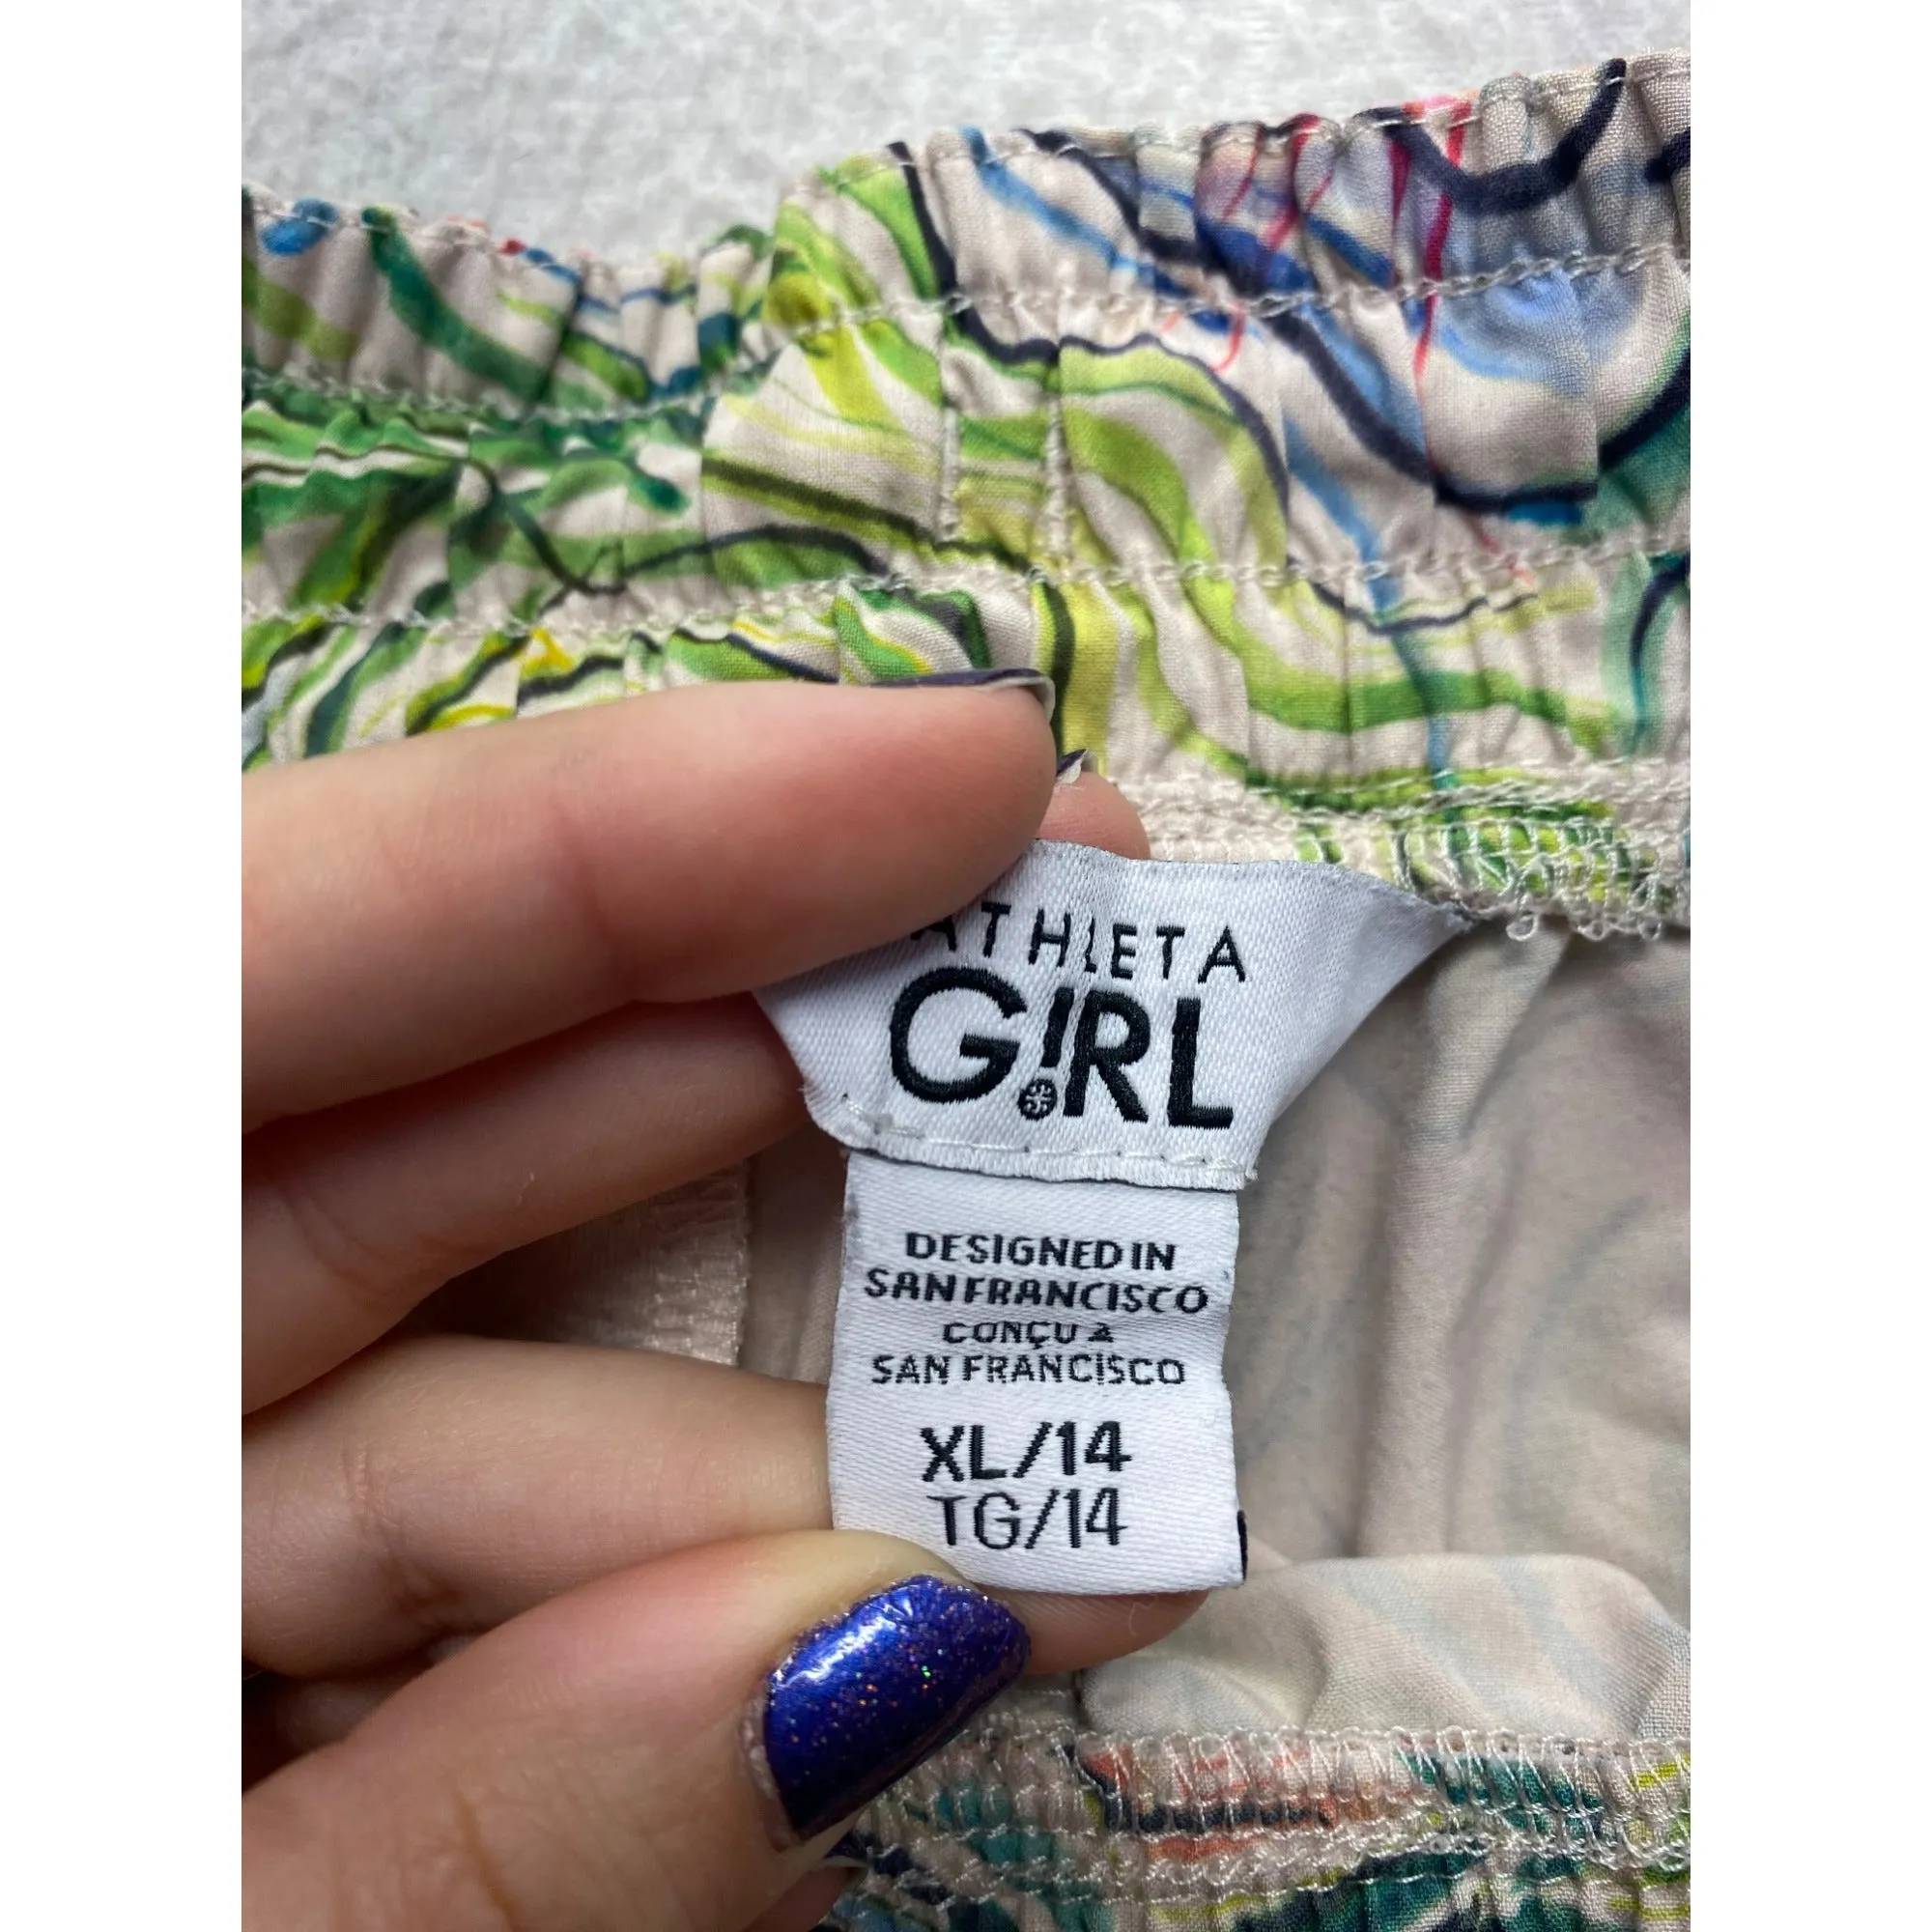 ATHLETA
G!RL
DESIGNED IN
SAN FRANCISCO
CONÇU À
SAN FRANCISCO
XL/14
TG/14